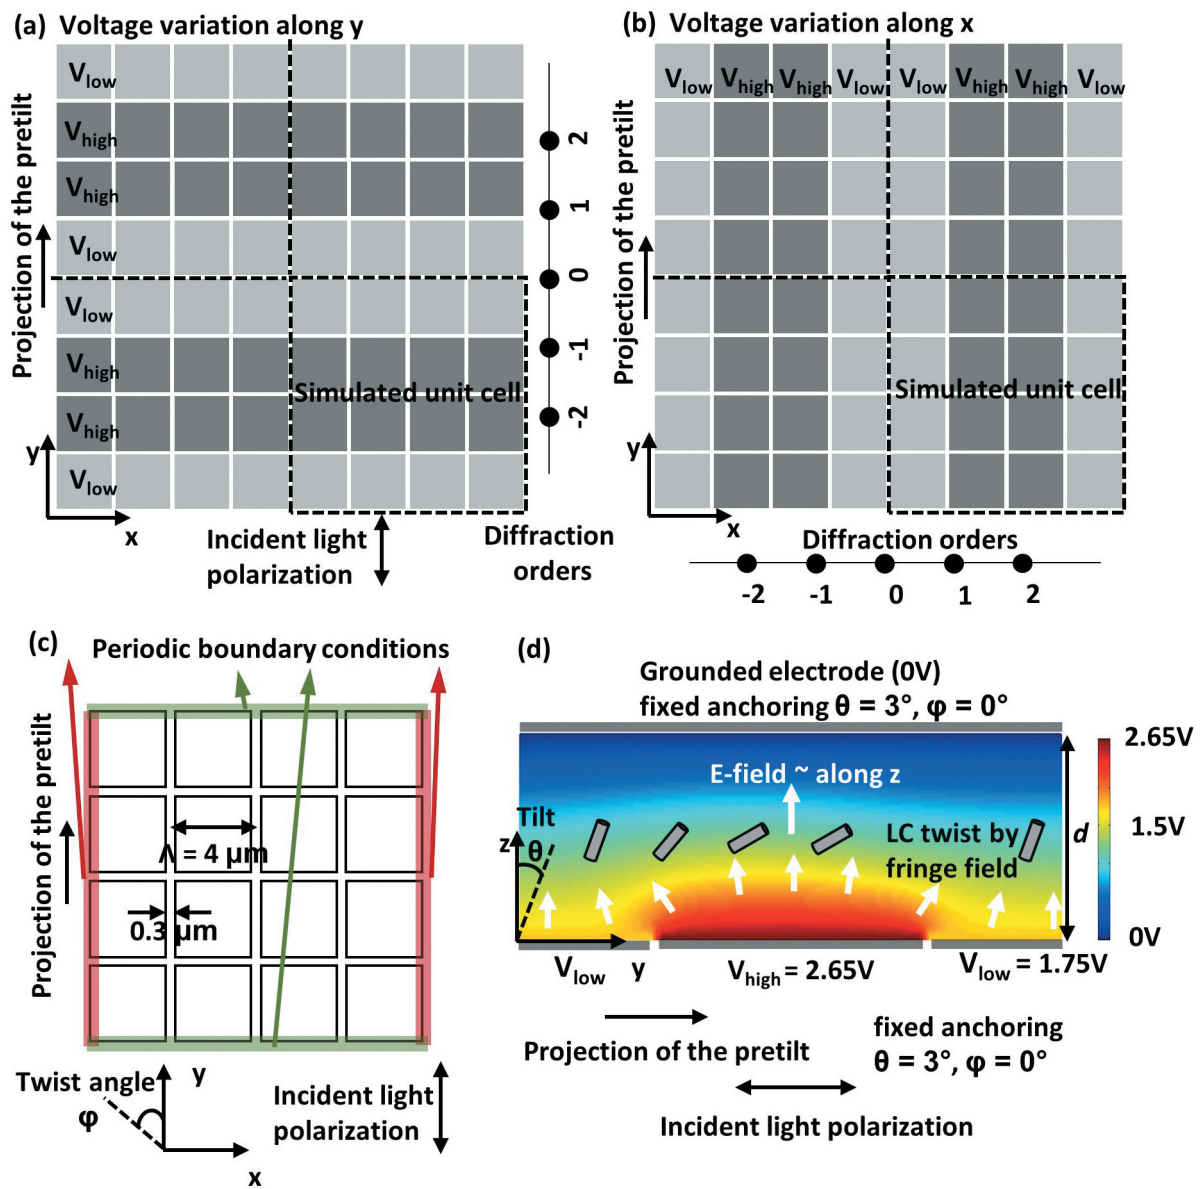 (a) Voltage variation along y
Projection of the pretilt
V_low
V_high
V_high
V_low
V_low
V_high
V_high
V_low
Simulated unit cell
y
x
2
1
0
-1
-2
Incident light
polarization
Diffraction
orders
(b) Voltage variation along x
Projection of the pretilt
V_low V_high V_high V_low V_low V_high V_high V_low
Simulated unit cell
y
x
Diffraction orders
-2 -1 0 1 2
(c)
Periodic boundary conditions
Projection of the pretilt
Λ = 4 μm
0.3 μm
Twist angle
φ
y
x
Incident light
polarization
(d)
Grounded electrode (0V)
fixed anchoring θ = 3°, φ = 0°
E-field ~ along z
Tilt
z
θ
LC twist by
fringe field
d
2.65V
1.5V
0V
V_low
y
V_high = 2.65V
V_low = 1.75V
Projection of the pretilt
fixed anchoring
θ = 3°, φ = 0°
Incident light polarization